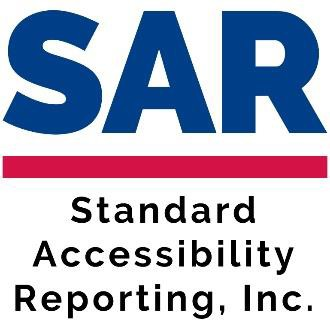 SAR
Standard
Accessibility
Reporting, Inc.